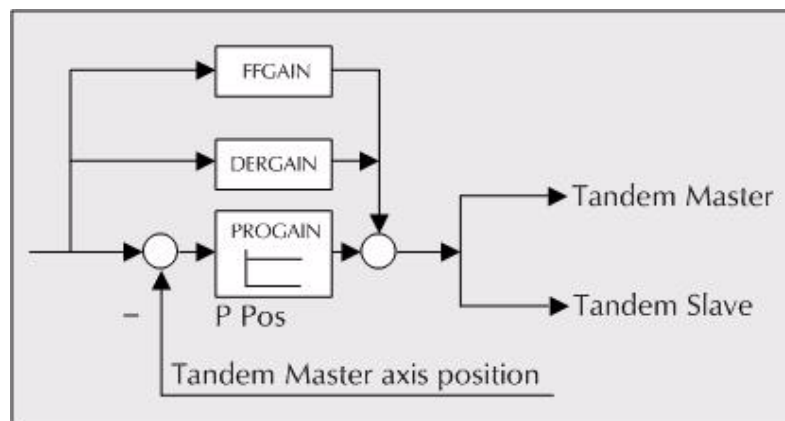 FFGAIN
DERGAIN
PROGAIN
P Pos
Tandem Master
Tandem Slave
–
Tandem Master axis position